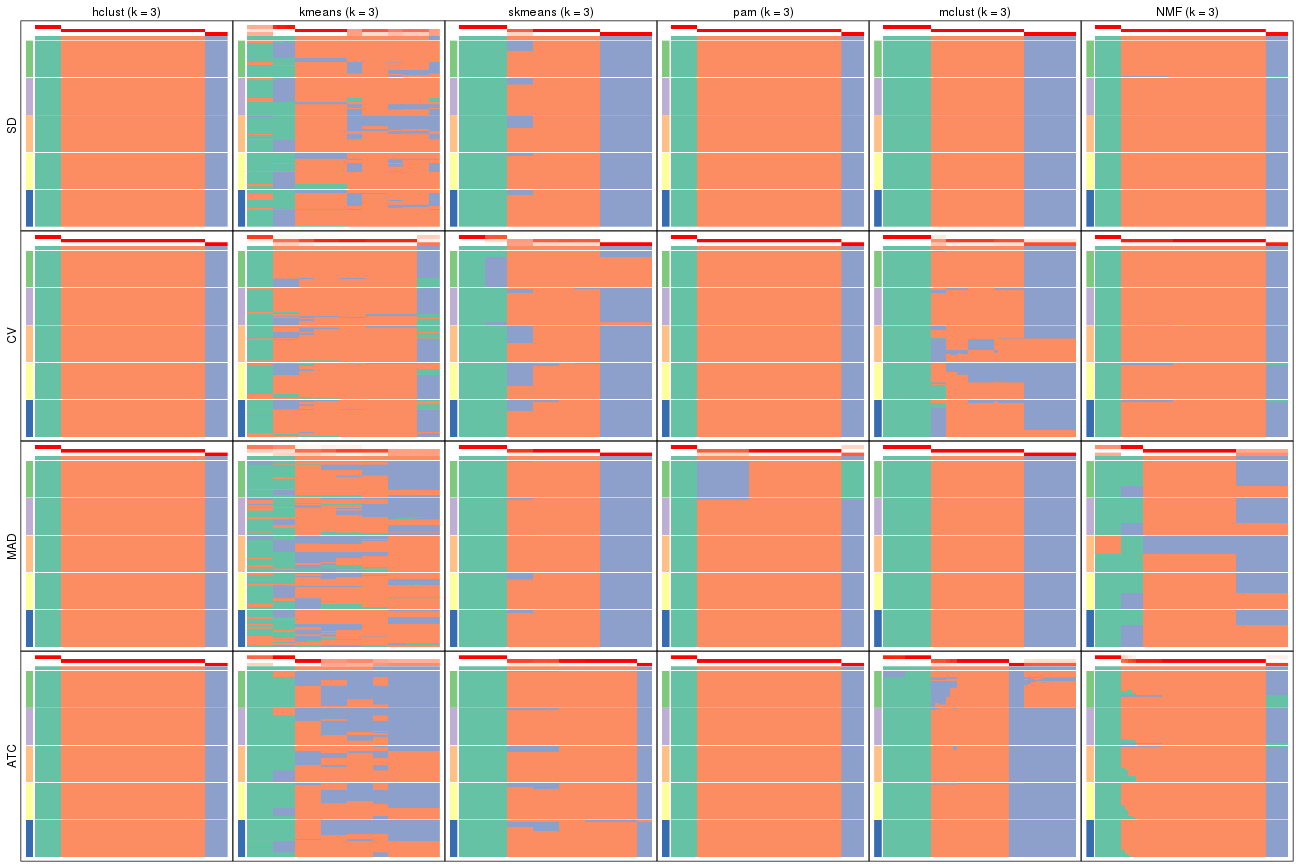 hclust (k = 3)
kmeans (k = 3)
skmeans (k = 3)
pam (k = 3)
mclust (k = 3)
NMF (k = 3)
SD
CV
MAD
ATC